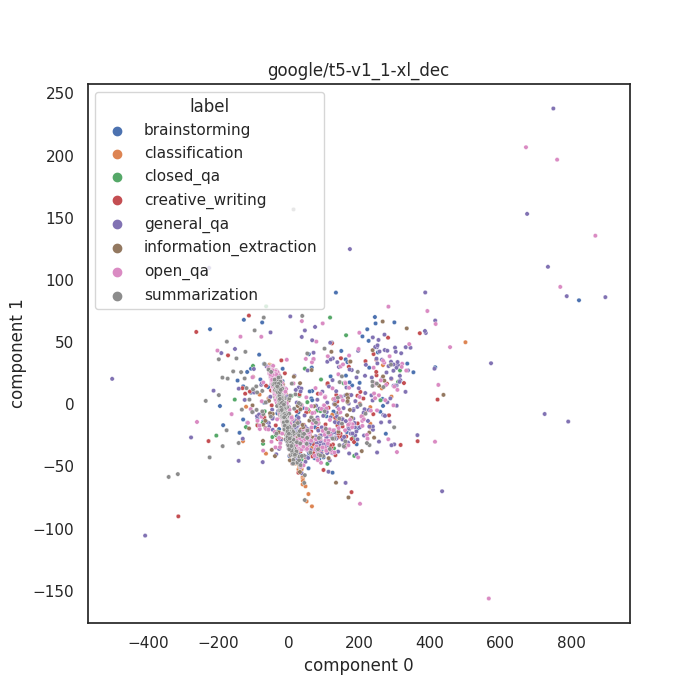 google/t5-v1_1-xl_dec
250
200
150
100
50
0
−50
−100
−150
component 1
label
brainstorming
classification
closed_qa
creative_writing
general_qa
information_extraction
open_qa
summarization
−400
−200
0
200
400
600
800
component 0